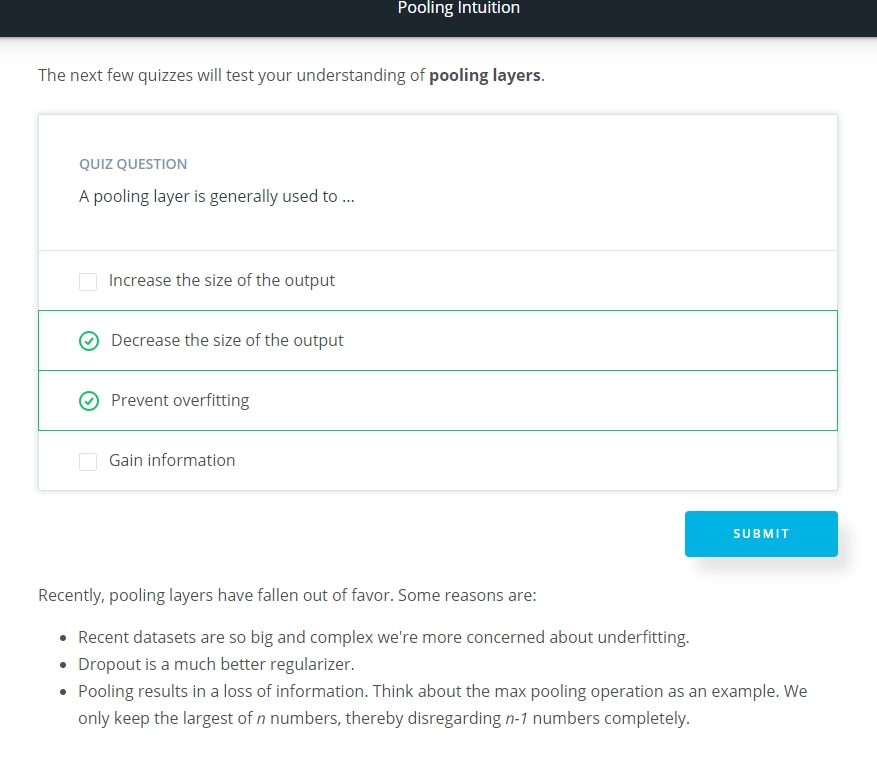 Pooling Intuition
The next few quizzes will test your understanding of pooling layers.
QUIZ QUESTION
A pooling layer is generally used to ...
Increase the size of the output
Decrease the size of the output
Prevent overfitting
Gain information
SUBMIT
Recently, pooling layers have fallen out of favor. Some reasons are:
Recent datasets are so big and complex we're more concerned about underfitting.
Dropout is a much better regularizer.
Pooling results in a loss of information. Think about the max pooling operation as an example. We
only keep the largest of n numbers, thereby disregarding n-1 numbers completely.